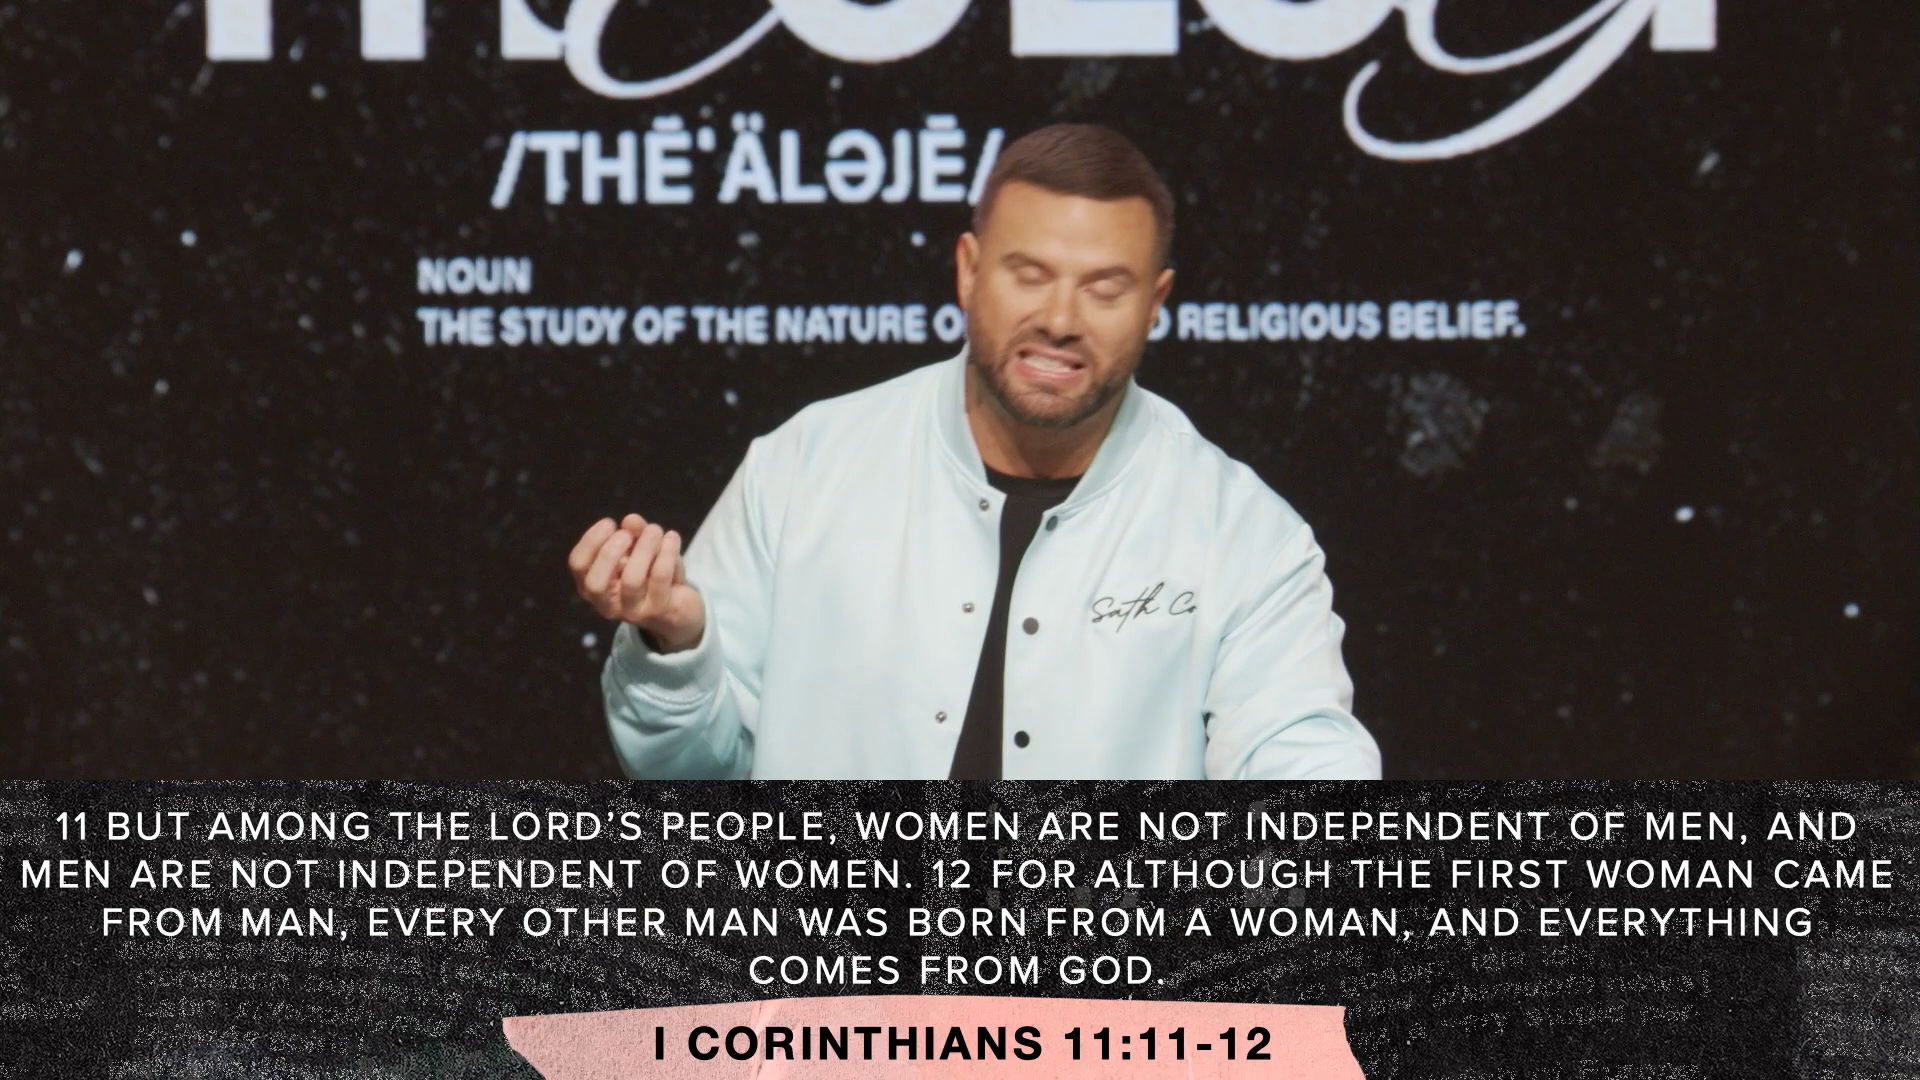 /THĒˈÄLƏJĒ/
NOUN
THE STUDY OF THE NATURE O D RELIGIOUS BELIEF.
Sath Co
11 BUT AMONG THE LORD’S PEOPLE, WOMEN ARE NOT INDEPENDENT OF MEN, AND
MEN ARE NOT INDEPENDENT OF WOMEN. 12 FOR ALTHOUGH THE FIRST WOMAN CAME
FROM MAN, EVERY OTHER MAN WAS BORN FROM A WOMAN, AND EVERYTHING
COMES FROM GOD.
I CORINTHIANS 11:11-12